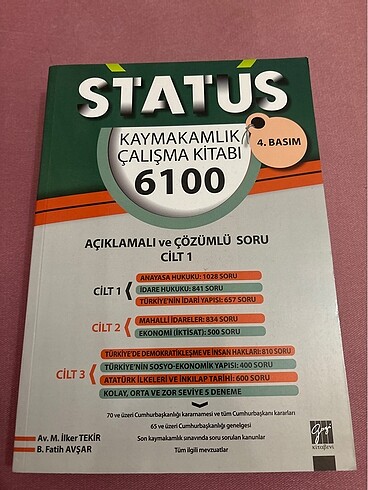 STATÜS
KAYMAKAMLIK
ÇALIŞMA KİTABI
4. BASIM
6100
AÇIKLAMALI ve ÇÖZÜMLÜ SORU
CİLT 1
CİLT 1
ANAYASA HUKUKU: 1028 SORU
İDARE HUKUKU: 841 SORU
TÜRKİYE'NİN İDARİ YAPISI: 657 SORU
CİLT 2
MAHALLİ İDARELER: 834 SORU
EKONOMİ (İKTİSAT): 500 SORU
CİLT 3
TÜRKİYE'DE DEMOKRATİKLEŞME VE İNSAN HAKLARI: 810 SORU
TÜRKİYE'NİN SOSYO-EKONOMİK YAPISI: 400 SORU
ATATÜRK İLKELERİ VE İNKILAP TARİHİ: 600 SORU
KOLAY, ORTA VE ZOR SEVİYE 5 DENEME
70 ve üzeri Cumhurbaşkanlığı kararnamesi ve tüm Cumhurbaşkanı kararları
65 ve üzeri Cumhurbaşkanlığı genelgesi
Son kaymakamlık sınavında soru sorulan kanunlar
Tüm ilgili mevzuatlar
Av. M. İlker TEKİR
B. Fatih AVŞAR
gazi
kitabevi